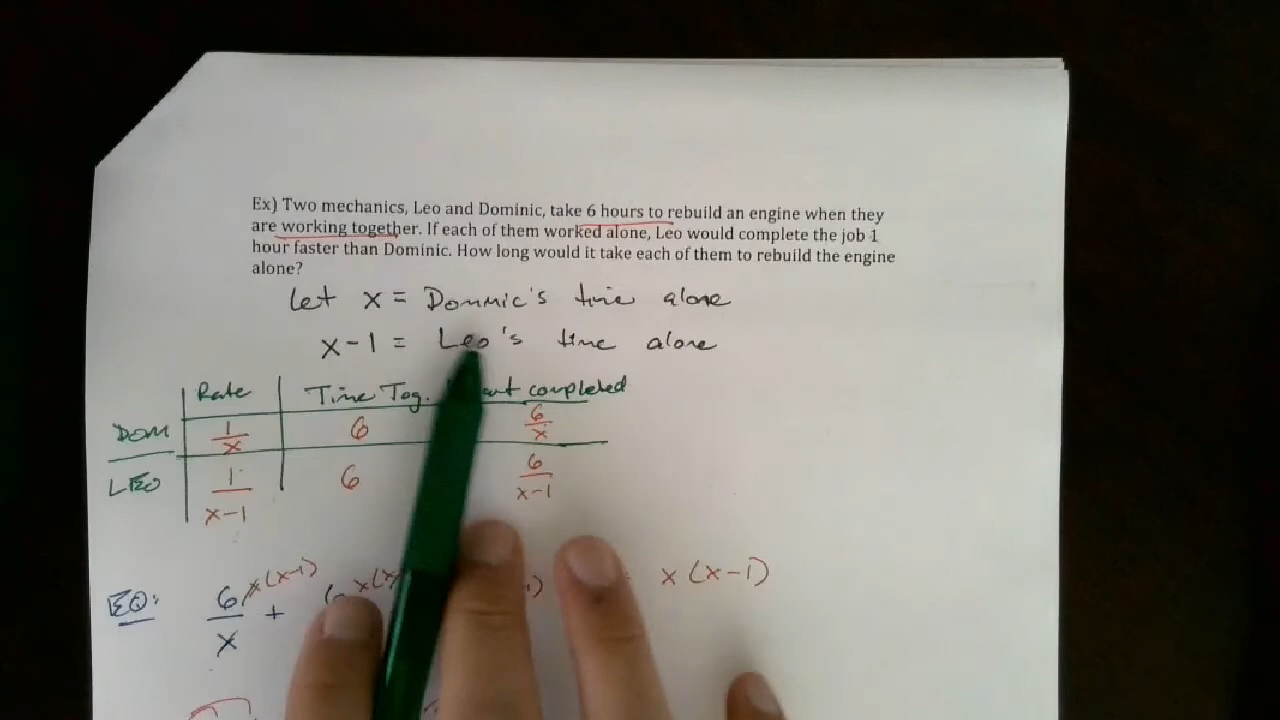 Ex) Two mechanics, Leo and Dominic, take 6 hours to rebuild an engine when they
are working together. If each of them worked alone, Leo would complete the job 1
hour faster than Dominic. How long would it take each of them to rebuild the engine
alone?
Let x = Dominic's time alone
x-1 = Leo's time alone
Rate Time Tog. completed
DOM 1/x 6 6/x
LEO 1/x-1 6 6/x-1
EQ: 6/x x(x-1) + x(x-1)